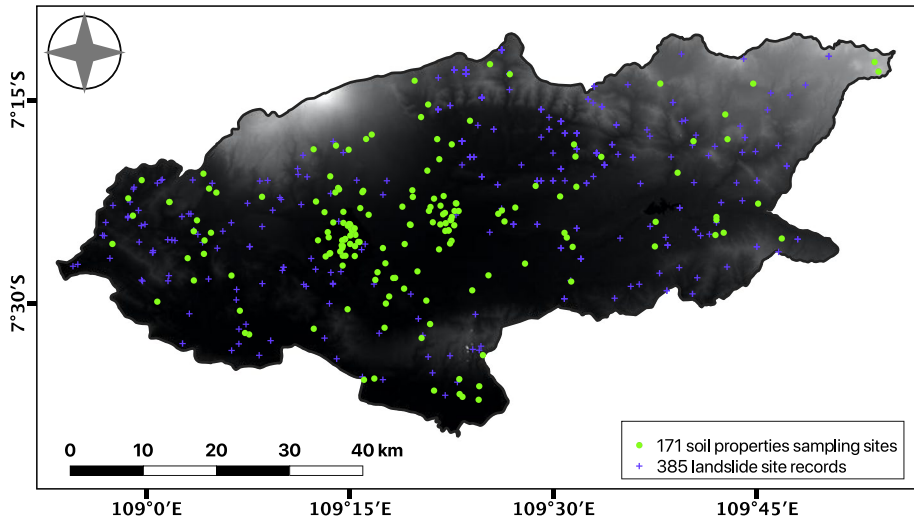 7°15′S
7°30′S
0 10 20 30 40 km
171 soil properties sampling sites
385 landslide site records
109°0′E 109°15′E 109°30′E 109°45′E